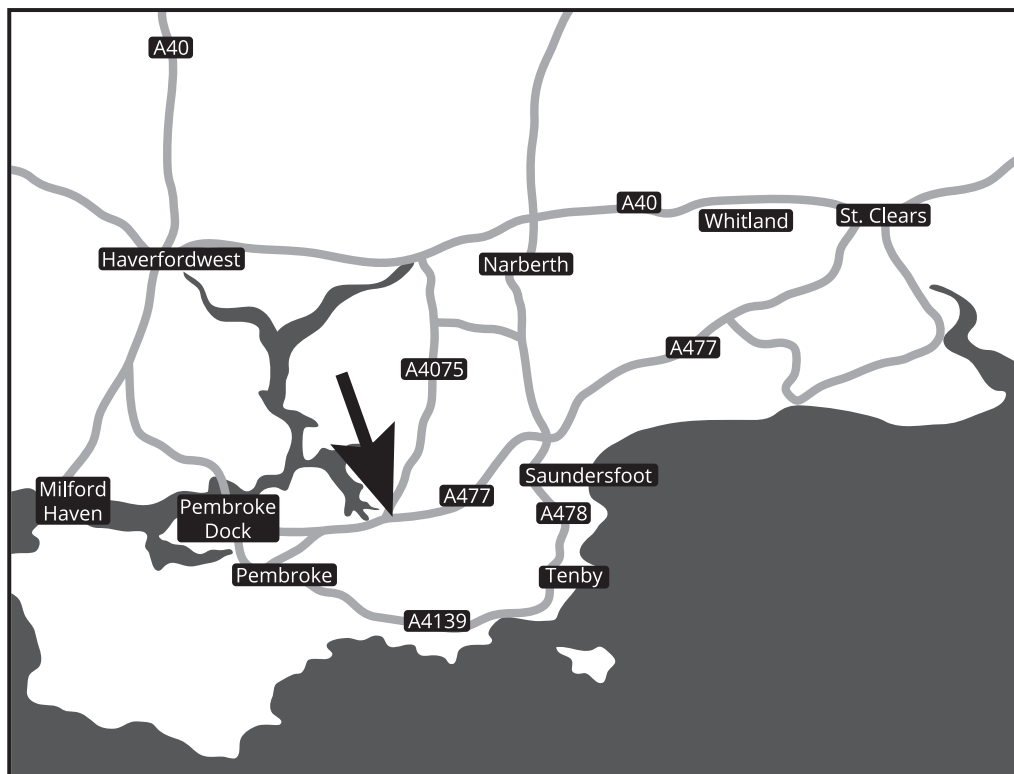 A40
A40
Whitland
St. Clears
Haverfordwest
Narberth
A477
A4075
Saundersfoot
Milford
Haven
A477
Pembroke
Dock
A478
Pembroke
Tenby
A4139